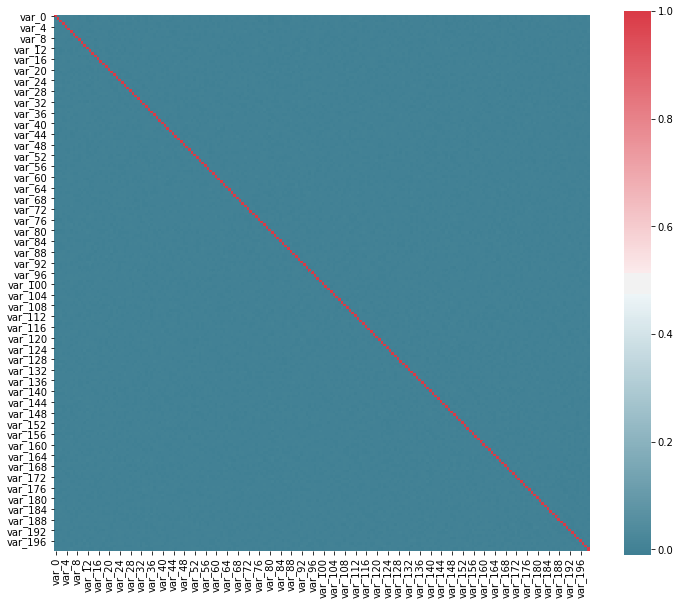 var_0
var_4
var_8
var_12
var_16
var_20
var_24
var_28
var_32
var_36
var_40
var_44
var_48
var_52
var_56
var_60
var_64
var_68
var_72
var_76
var_80
var_84
var_88
var_92
var_96
var_100
var_104
var_108
var_112
var_116
var_120
var_124
var_128
var_132
var_136
var_140
var_144
var_148
var_152
var_156
var_160
var_164
var_168
var_172
var_176
var_180
var_184
var_188
var_192
var_196
var_0
var_4
var_8
var_12
var_16
var_20
var_24
var_28
var_32
var_36
var_40
var_44
var_48
var_52
var_56
var_60
var_64
var_68
var_72
var_76
var_80
var_84
var_88
var_92
var_96
var_100
var_104
var_108
var_112
var_116
var_120
var_124
var_128
var_132
var_136
var_140
var_144
var_148
var_152
var_156
var_160
var_164
var_168
var_172
var_176
var_180
var_184
var_188
var_192
var_196
1.0
0.8
0.6
0.4
0.2
0.0